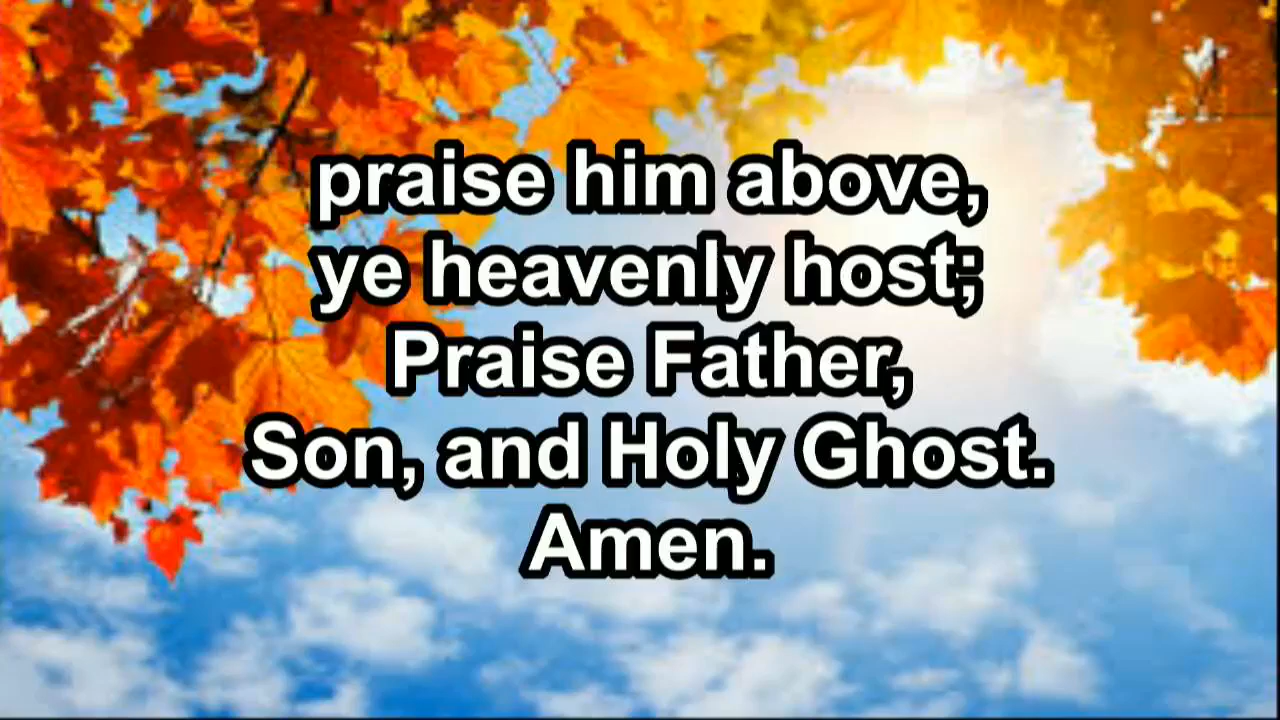 praise him above,
ye heavenly host;
Praise Father,
Son, and Holy Ghost.
Amen.